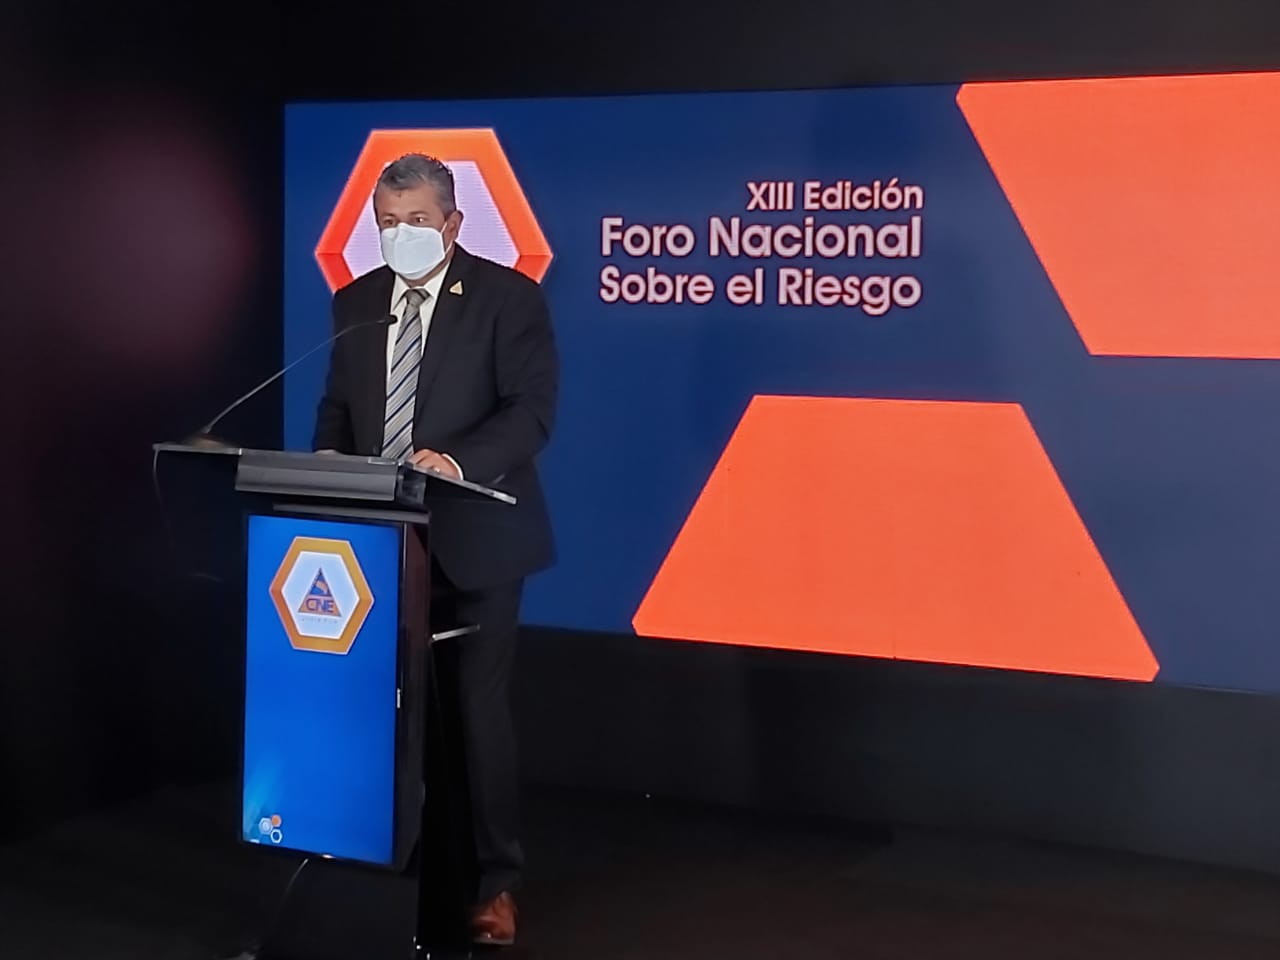 XIII Edición
Foro Nacional
Sobre el Riesgo
CNE